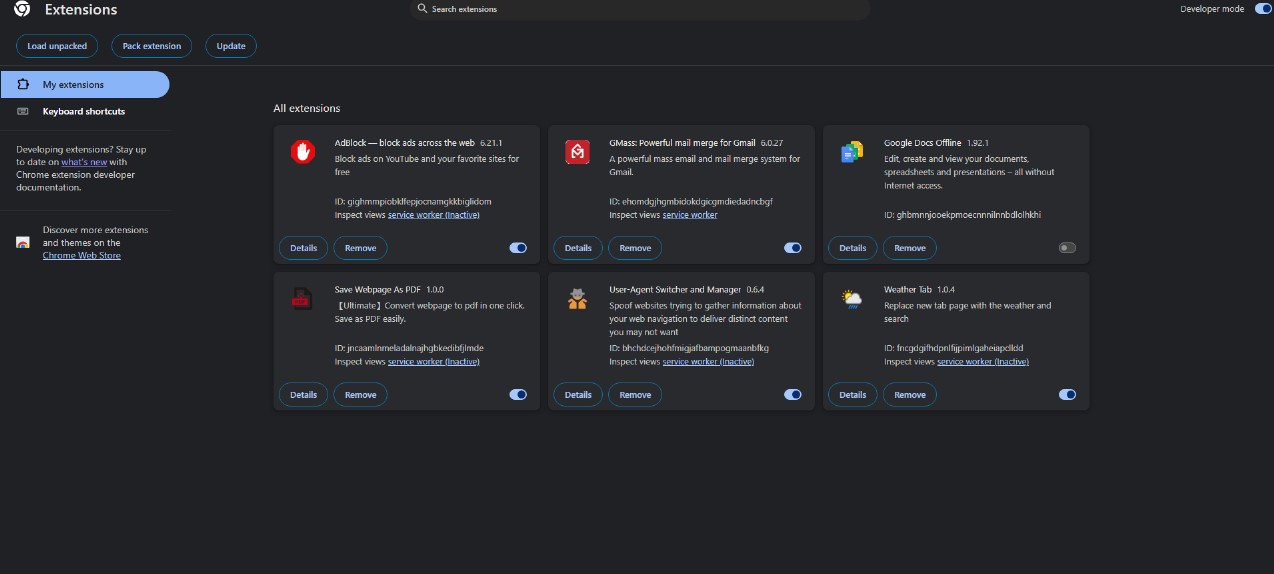 Extensions
Search extensions
Developer mode
Load unpacked
Pack extension
Update
My extensions
Keyboard shortcuts
Developing extensions? Stay up
to date on what's new with
Chrome extension developer
documentation.
Discover more extensions
and themes on the
Chrome Web Store
All extensions
AdBlock — block ads across the web 6.21.1
Block ads on YouTube and your favorite sites for
free
ID: gighmmpiobklfepjocnamgkkbiglidom
Inspect views service worker (Inactive)
Details
Remove
GMass: Powerful mail merge for Gmail 6.0.27
A powerful mass email and mail merge system for
Gmail.
ID: ehomdgjhgmbidokdgicgmdiedadncbgf
Inspect views service worker
Details
Remove
Google Docs Offline 1.92.1
Edit, create and view your documents,
spreadsheets and presentations – all without
Internet access.
ID: ghbmnnjooekpmoecnnnilnnbdlolhkhi
Details
Remove
Save Webpage As PDF 1.0.0
【Ultimate】Convert webpage to pdf in one click.
Save as PDF easily.
ID: jncaamlnmeladalnajhgbkedibfjlmde
Inspect views service worker (Inactive)
Details
Remove
User-Agent Switcher and Manager 0.6.4
Spoof websites trying to gather information about
your web navigation to deliver distinct content
you may not want
ID: bhchdcejhohfmigjafbampogmaanbfkg
Inspect views service worker (Inactive)
Details
Remove
Weather Tab 1.0.4
Replace new tab page with the weather and
search
ID: fncgdgifhdpnlfijjpimlgaheiapdldd
Inspect views service worker (Inactive)
Details
Remove